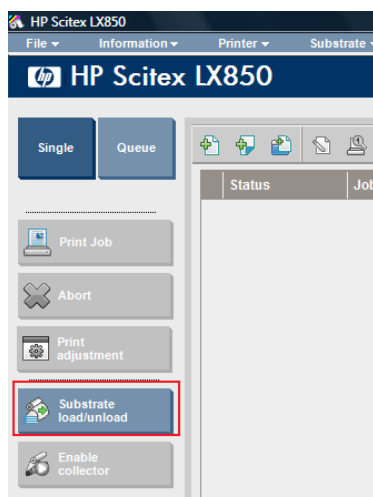 HP Scitex LX850
File Information Printer Substrate
hp HP Scitex LX850
Single Queue
Status Job
Print Job
Abort
Print
adjustment
Substrate
load/unload
Enable
collector